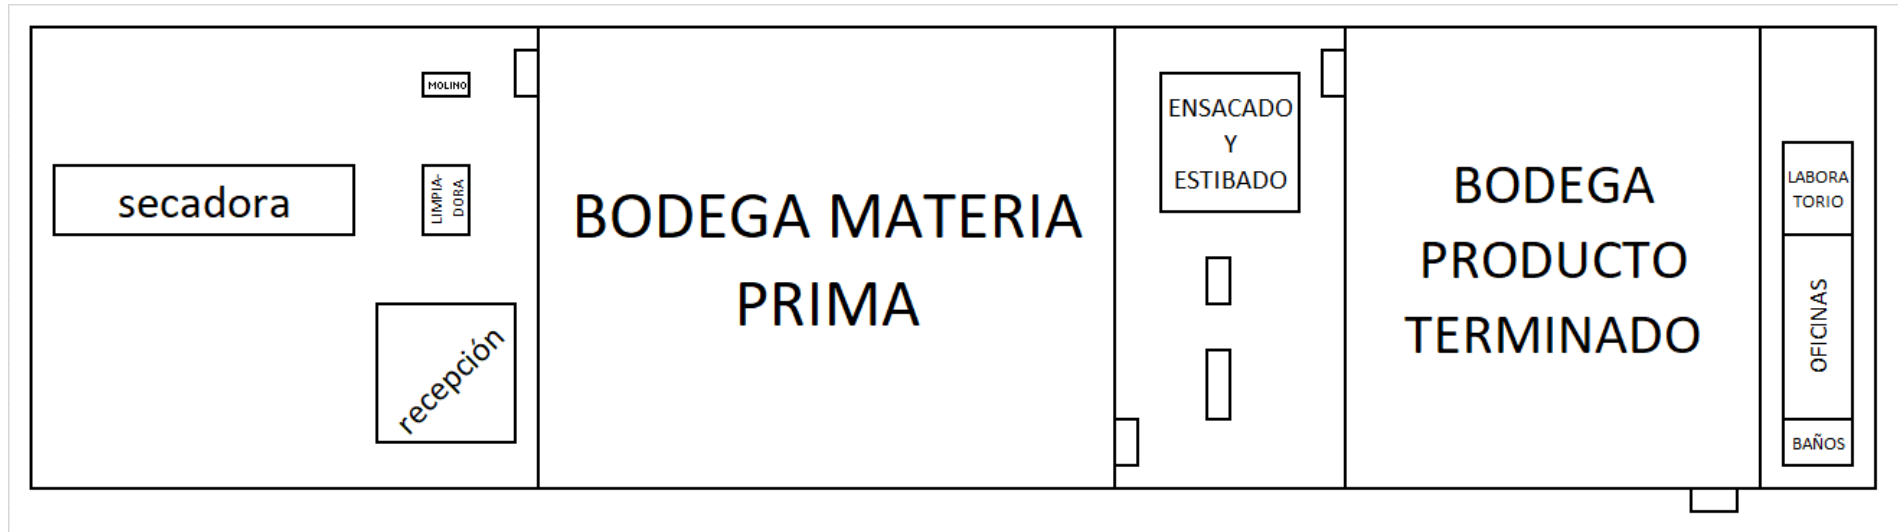 MOLINO
secadora
LIMPIA-
DORA
recepción
BODEGA MATERIA
PRIMA
ENSACADO
Y
ESTIBADO
BODEGA
PRODUCTO
TERMINADO
LABORA
TORIO
OFICINAS
BAÑOS